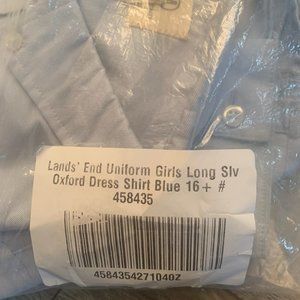 Lands' End Uniform Girls Long Slv
Oxford Dress Shirt Blue 16+ #
458435
4584354271040Z